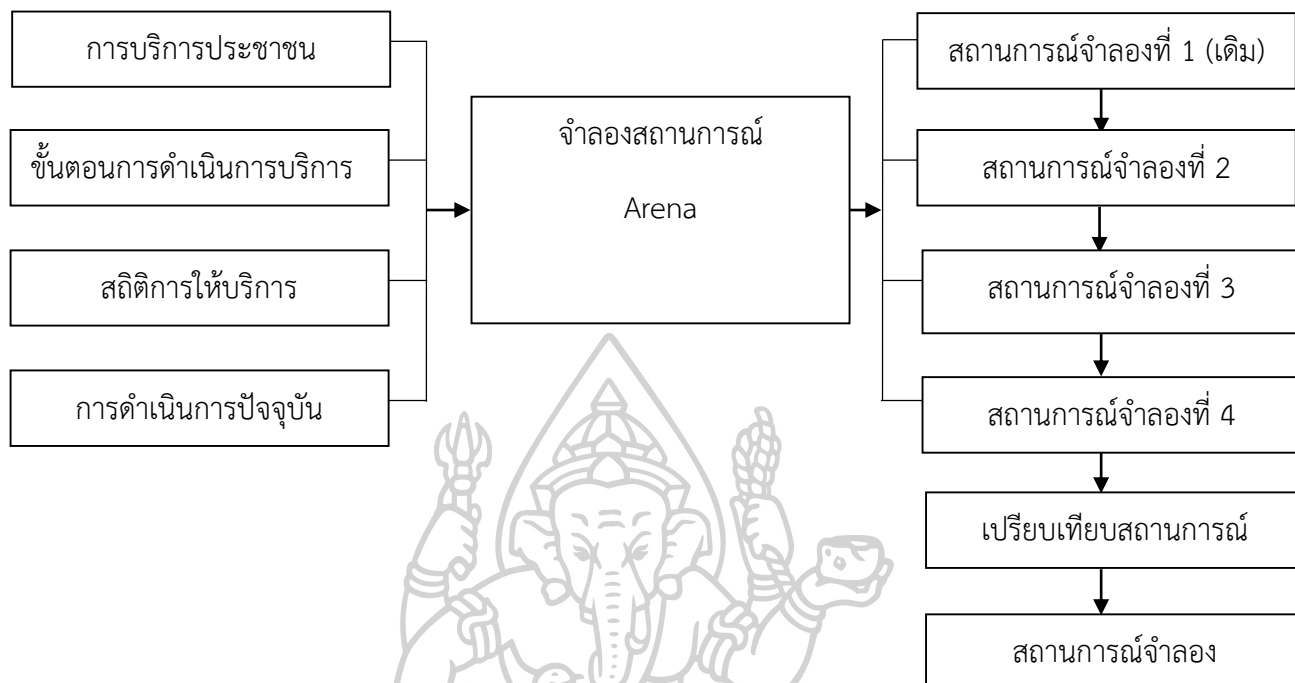 การบริการประชาชน
ขั้นตอนการดำเนินการบริการ
สถิติการให้บริการ
การดำเนินการปัจจุบัน
จำลองสถานการณ์
Arena
สถานการณ์จำลองที่ 1 (เดิม)
สถานการณ์จำลองที่ 2
สถานการณ์จำลองที่ 3
สถานการณ์จำลองที่ 4
เปรียบเทียบสถานการณ์
สถานการณ์จำลอง